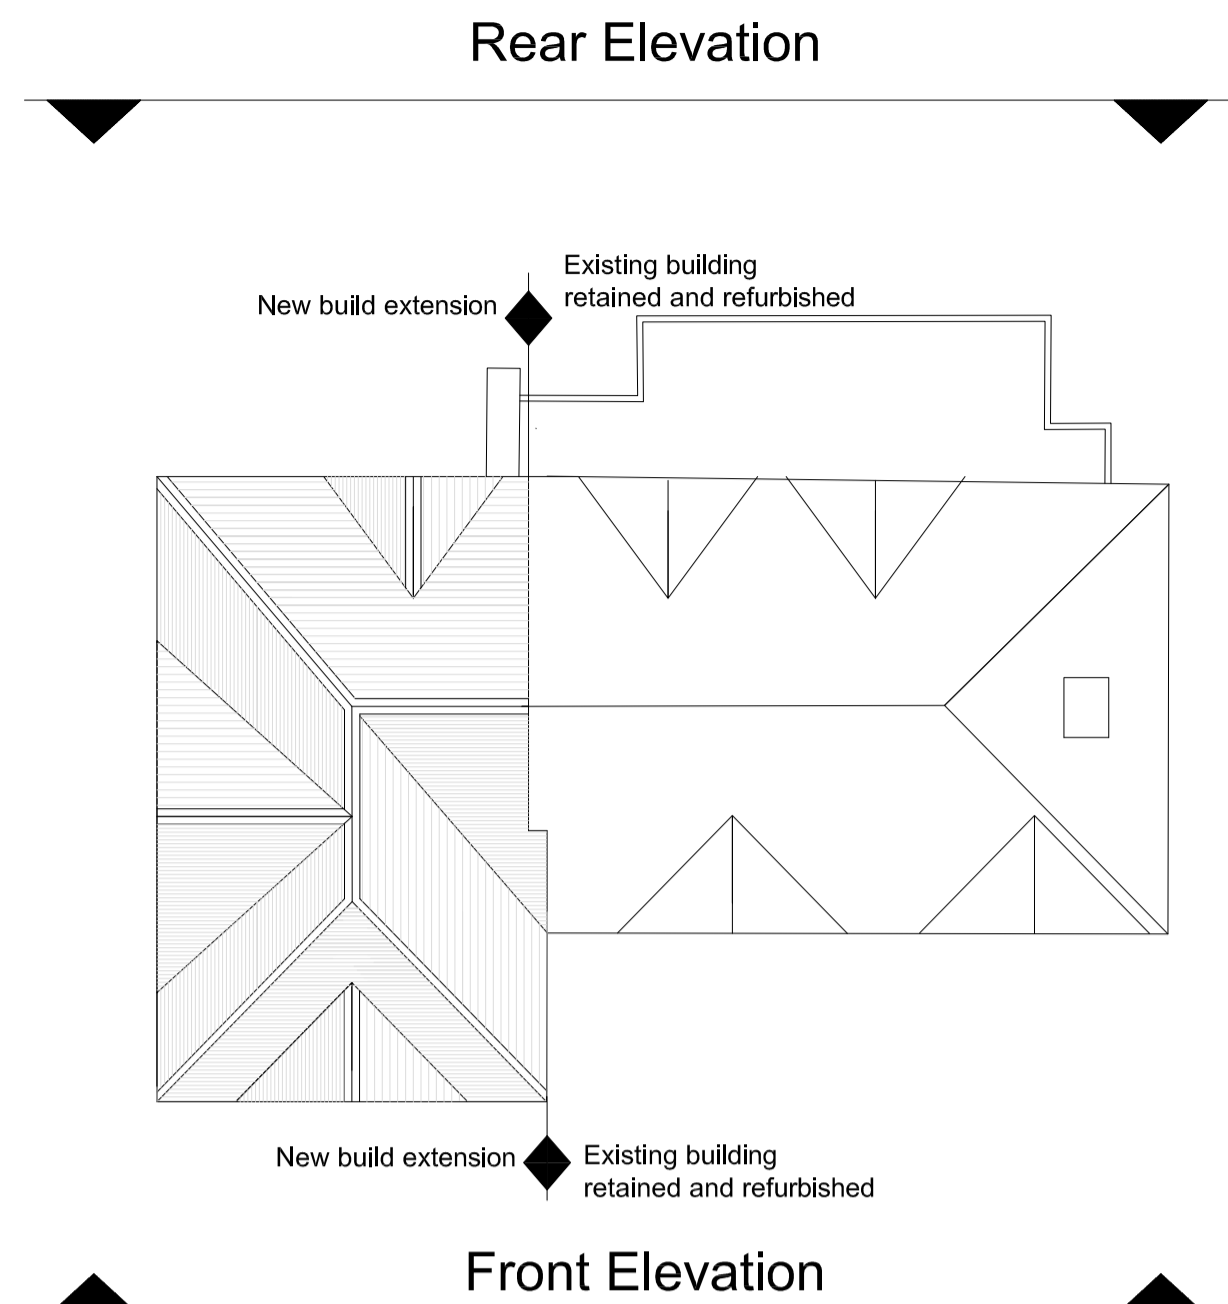 Rear Elevation
Existing building
retained and refurbished
New build extension
New build extension
Existing building
retained and refurbished
Front Elevation